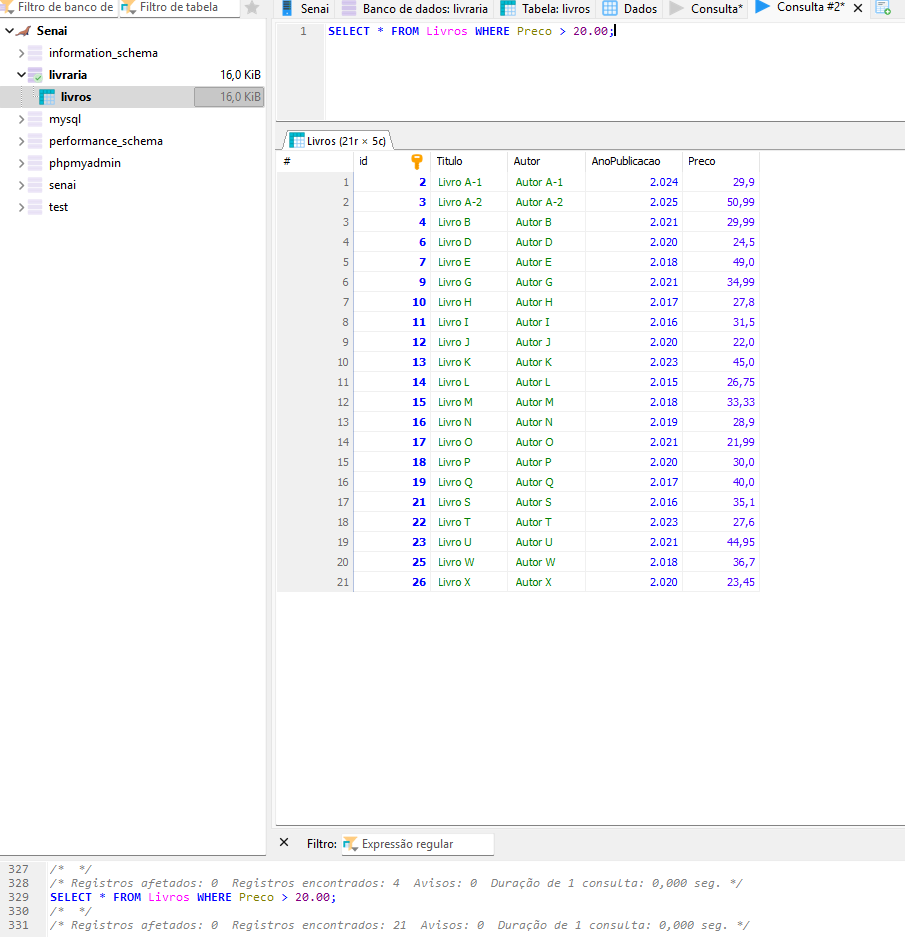 Filtro de banco de
Filtro de tabela
Senai
information_schema
livraria 16,0 KiB
livros 16,0 KiB
mysql
performance_schema
phpmyadmin
senai
test
Senai Banco de dados: livraria Tabela: livros Dados Consulta* Consulta #2*
1 SELECT * FROM Livros WHERE Preco > 20.00;
Livros (21r × 5c)
# id Titulo Autor AnoPublicacao Preco
1 2 Livro A-1 Autor A-1 2.024 29,9
2 3 Livro A-2 Autor A-2 2.025 50,99
3 4 Livro B Autor B 2.021 29,99
4 6 Livro D Autor D 2.020 24,5
5 7 Livro E Autor E 2.018 49,0
6 9 Livro G Autor G 2.021 34,99
7 10 Livro H Autor H 2.017 27,8
8 11 Livro I Autor I 2.016 31,5
9 12 Livro J Autor J 2.020 22,0
10 13 Livro K Autor K 2.023 45,0
11 14 Livro L Autor L 2.015 26,75
12 15 Livro M Autor M 2.018 33,33
13 16 Livro N Autor N 2.019 28,9
14 17 Livro O Autor O 2.021 21,99
15 18 Livro P Autor P 2.020 30,0
16 19 Livro Q Autor Q 2.017 40,0
17 21 Livro S Autor S 2.016 35,1
18 22 Livro T Autor T 2.023 27,6
19 23 Livro U Autor U 2.021 44,95
20 25 Livro W Autor W 2.018 36,7
21 26 Livro X Autor X 2.020 23,45
Filtro: Expressão regular
327 /* */
328 /* Registros afetados: 0 Registros encontrados: 4 Avisos: 0 Duração de 1 consulta: 0,000 seg. */
329 SELECT * FROM Livros WHERE Preco > 20.00;
330 /* */
331 /* Registros afetados: 0 Registros encontrados: 21 Avisos: 0 Duração de 1 consulta: 0,000 seg. */